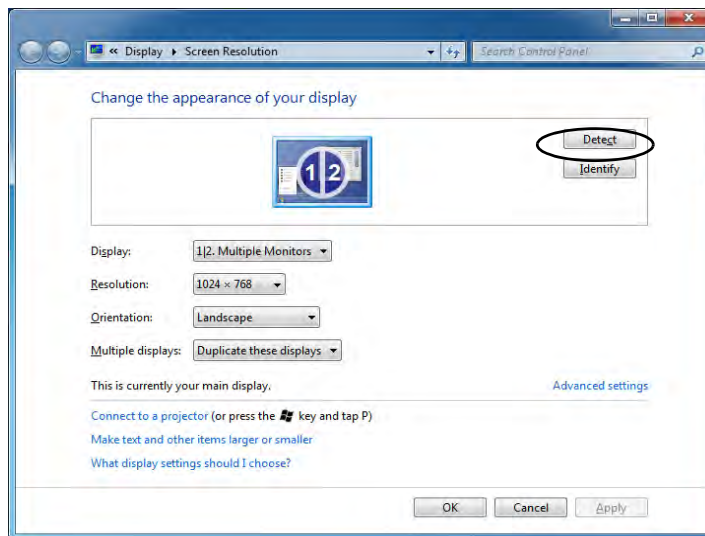 « Display ▸ Screen Resolution Search Control Panel
Change the appearance of your display
Detect
1|2
Identify
Display: 1|2. Multiple Monitors
Resolution: 1024 × 768
Orientation: Landscape
Multiple displays: Duplicate these displays
This is currently your main display. Advanced settings
Connect to a projector (or press the key and tap P)
Make text and other items larger or smaller
What display settings should I choose?
OK Cancel Apply